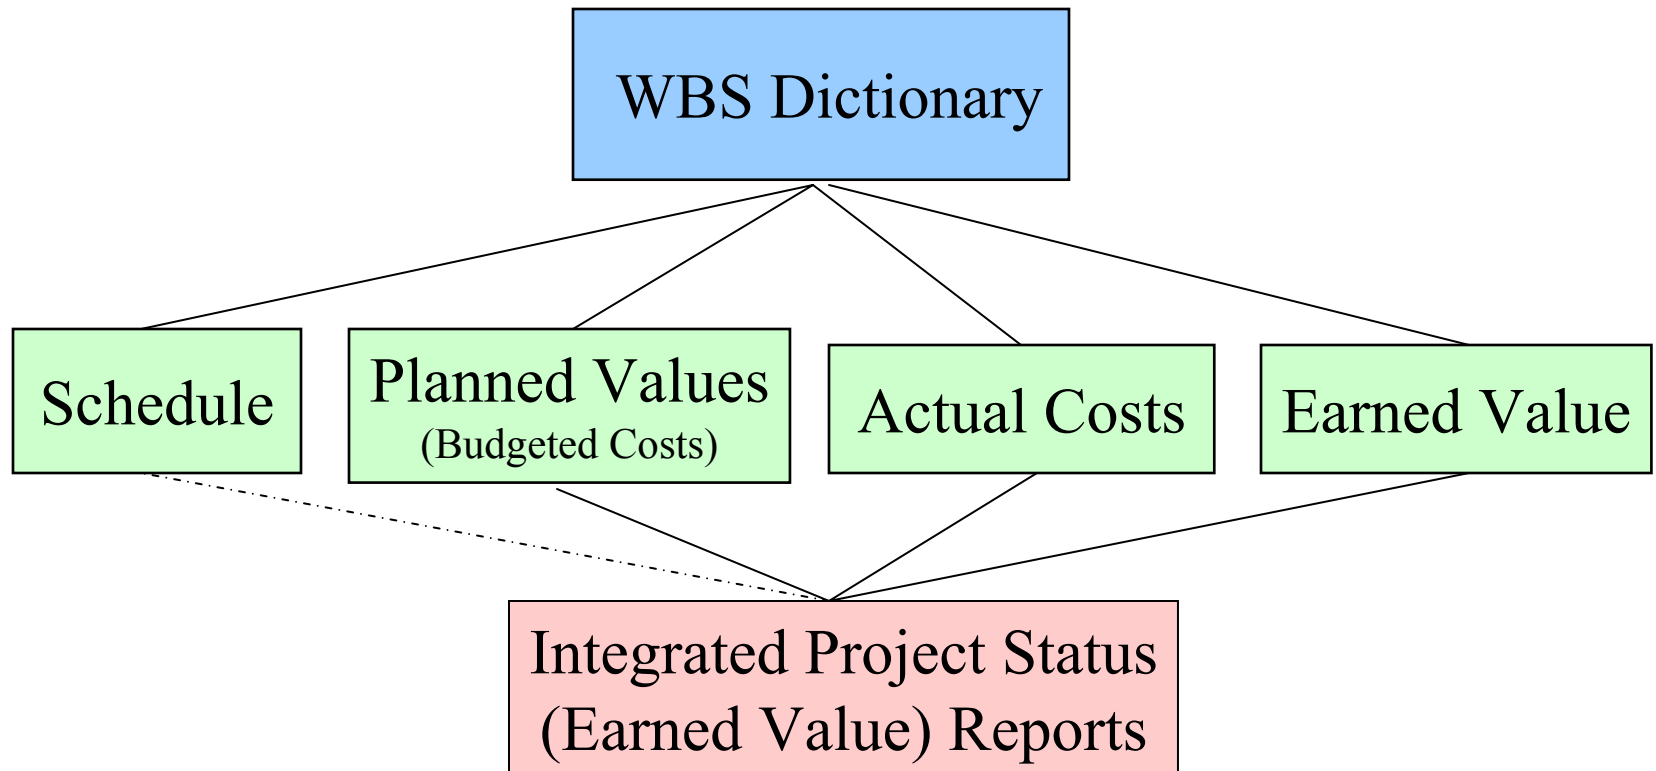 WBS Dictionary
Schedule
Planned Values
(Budgeted Costs)
Actual Costs
Earned Value
Integrated Project Status
(Earned Value) Reports